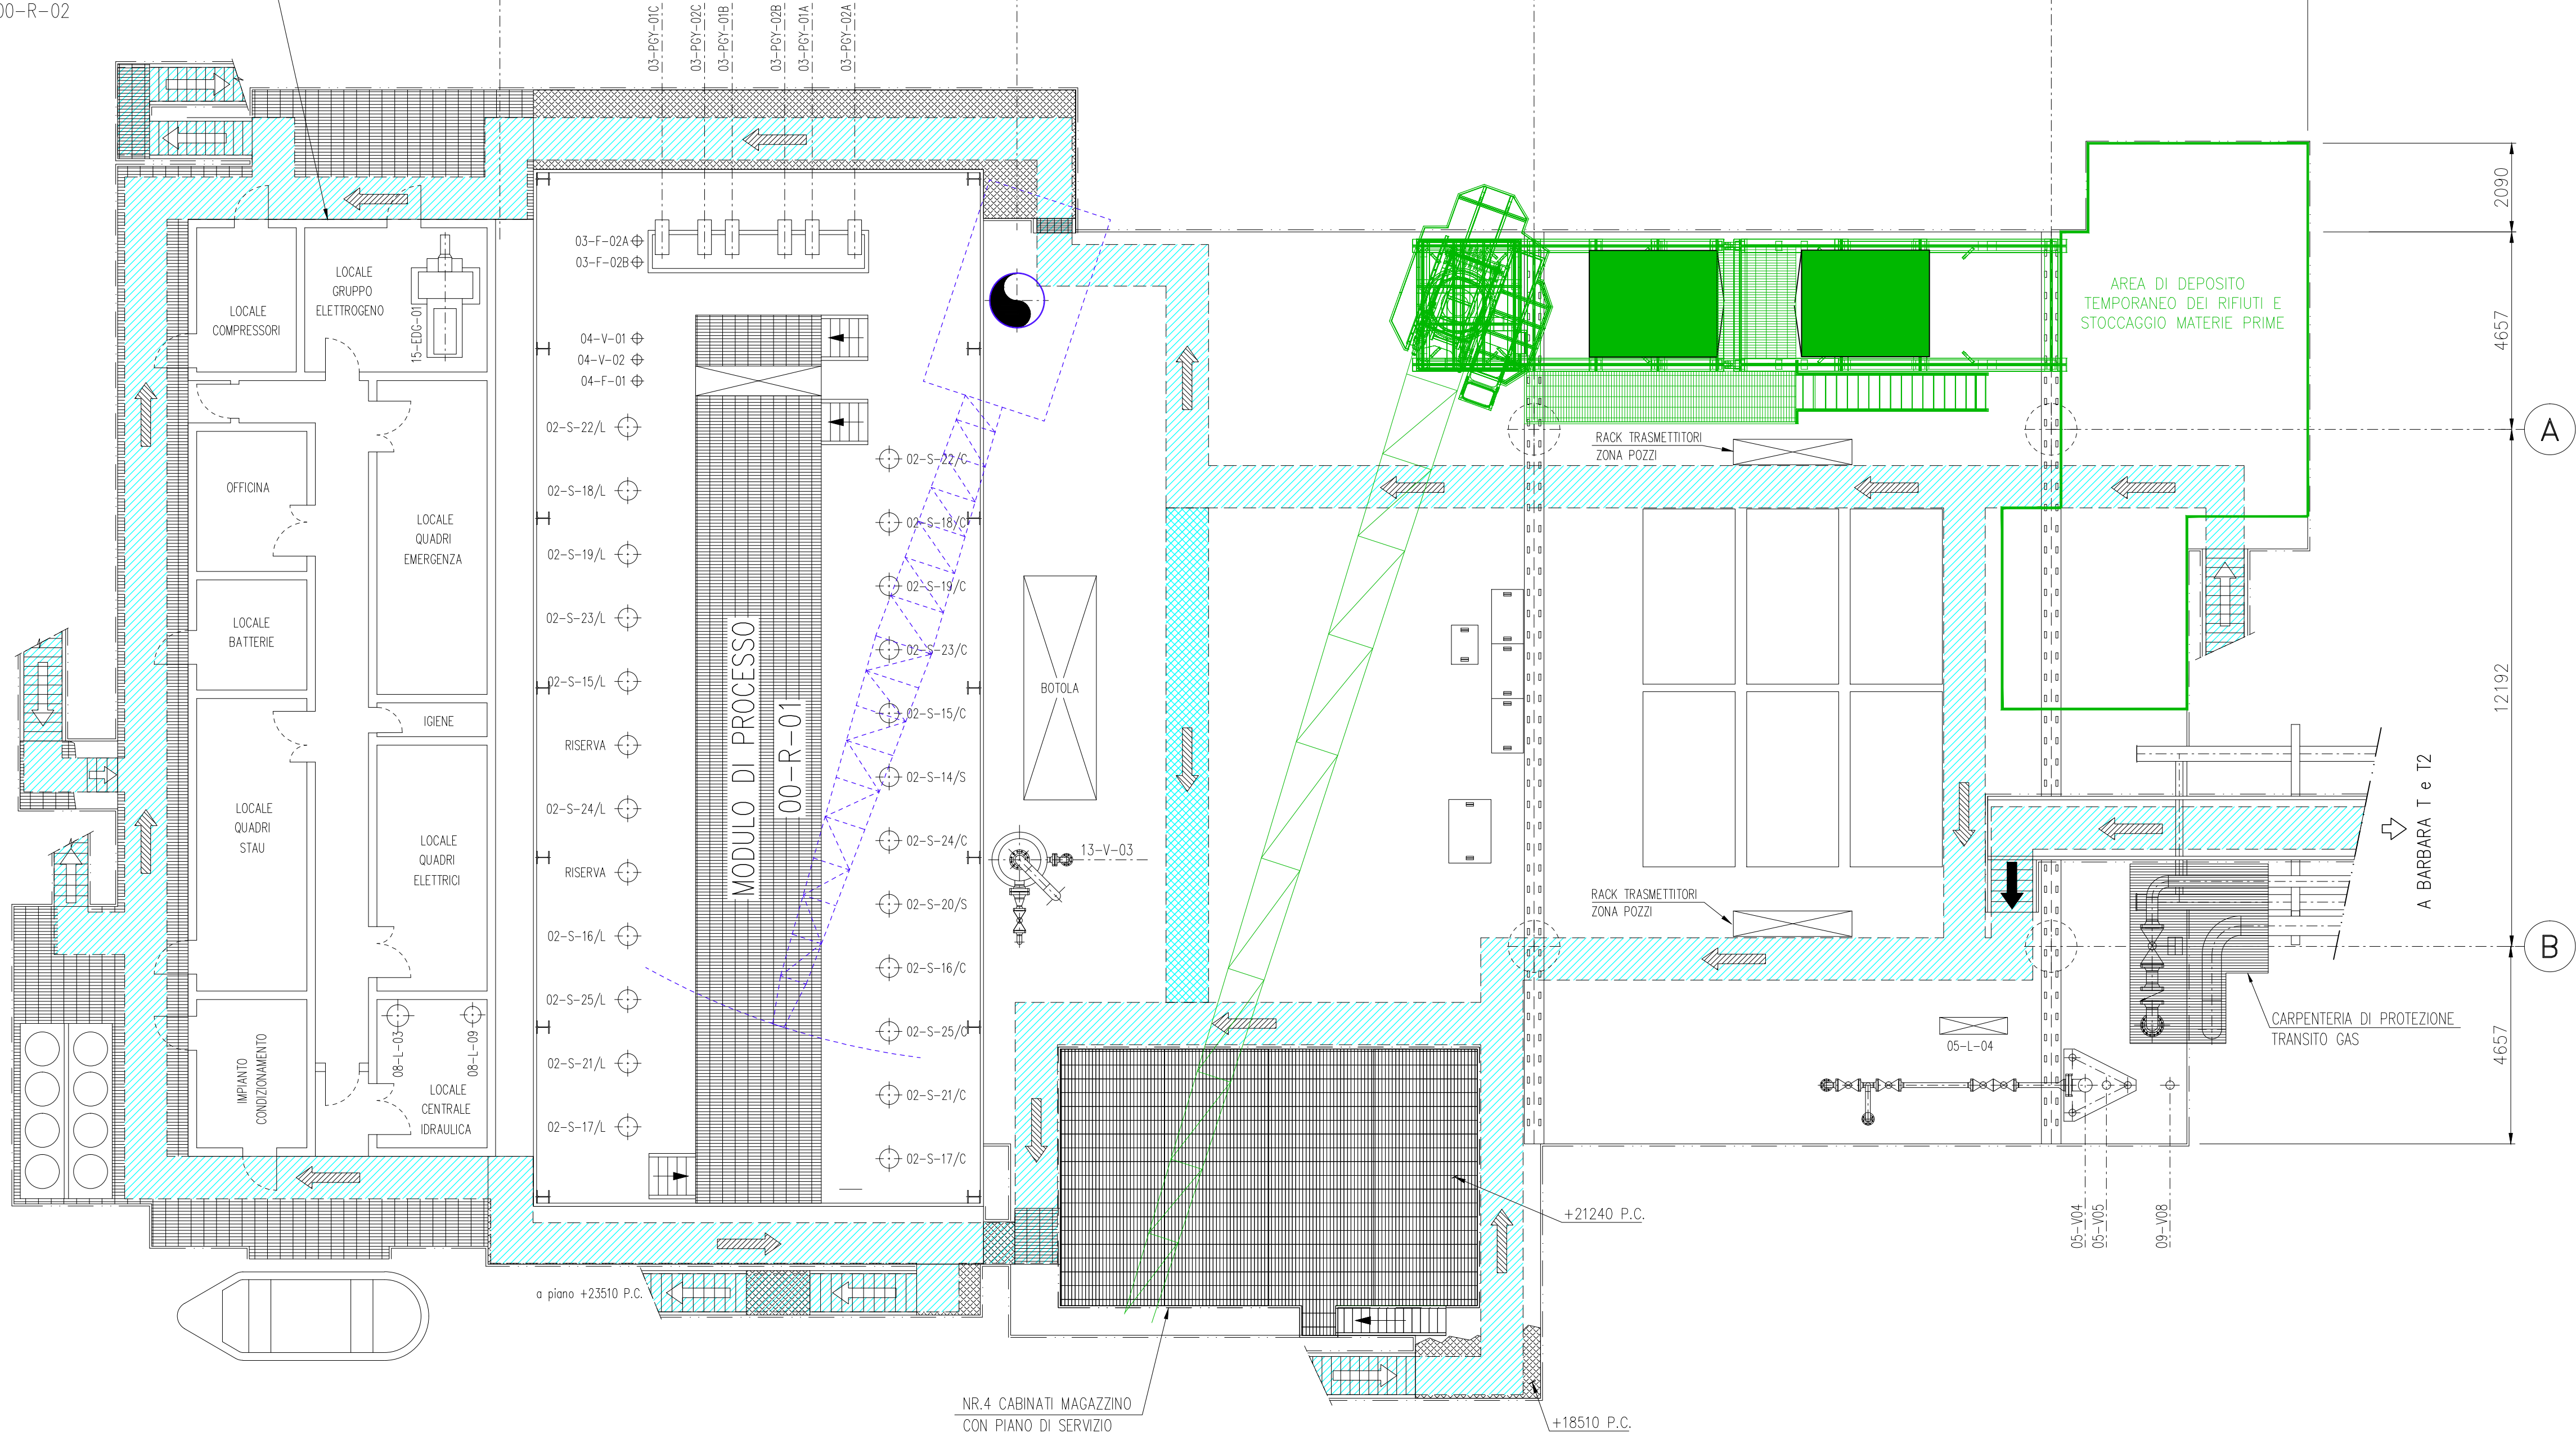 00-R-02
03-PGY-01C
03-PGY-02C
03-PGY-01B
03-PGY-02B
03-PGY-01A
03-PGY-02A
03-F-02A
03-F-02B
LOCALE
COMPRESSORI
LOCALE
GRUPPO
ELETTROGENO
15-EDG-01
04-V-01
04-V-02
04-F-01
OFFICINA
LOCALE
QUADRI
EMERGENZA
LOCALE
BATTERIE
IGIENE
LOCALE
QUADRI
STAU
LOCALE
QUADRI
ELETTRICI
IMPIANTO
CONDIZIONAMENTO
08-L-03
08-L-09
LOCALE
CENTRALE
IDRAULICA
02-S-22/L
02-S-18/L
02-S-19/L
02-S-23/L
02-S-15/L
RISERVA
02-S-24/L
RISERVA
02-S-16/L
02-S-25/L
02-S-21/L
02-S-17/L
MODULO DI PROCESSO
00-R-01
02-S-22/C
02-S-18/C
02-S-19/C
02-S-23/C
02-S-15/C
02-S-14/S
02-S-24/C
02-S-20/S
02-S-16/C
02-S-25/C
02-S-21/C
02-S-17/C
BOTOLA
13-V-03
RACK TRASMETTITORI
ZONA POZZI
RACK TRASMETTITORI
ZONA POZZI
AREA DI DEPOSITO
TEMPORANEO DEI RIFIUTI E
STOCCAGGIO MATERIE PRIME
2090
4657
12192
4657
A
B
A BARBARA T e T2
CARPENTERIA DI PROTEZIONE
TRANSITO GAS
05-L-04
05-V04
05-V05
09-V08
+21240 P.C.
a piano +23510 P.C.
NR.4 CABINATI MAGAZZINO
CON PIANO DI SERVIZIO
+18510 P.C.